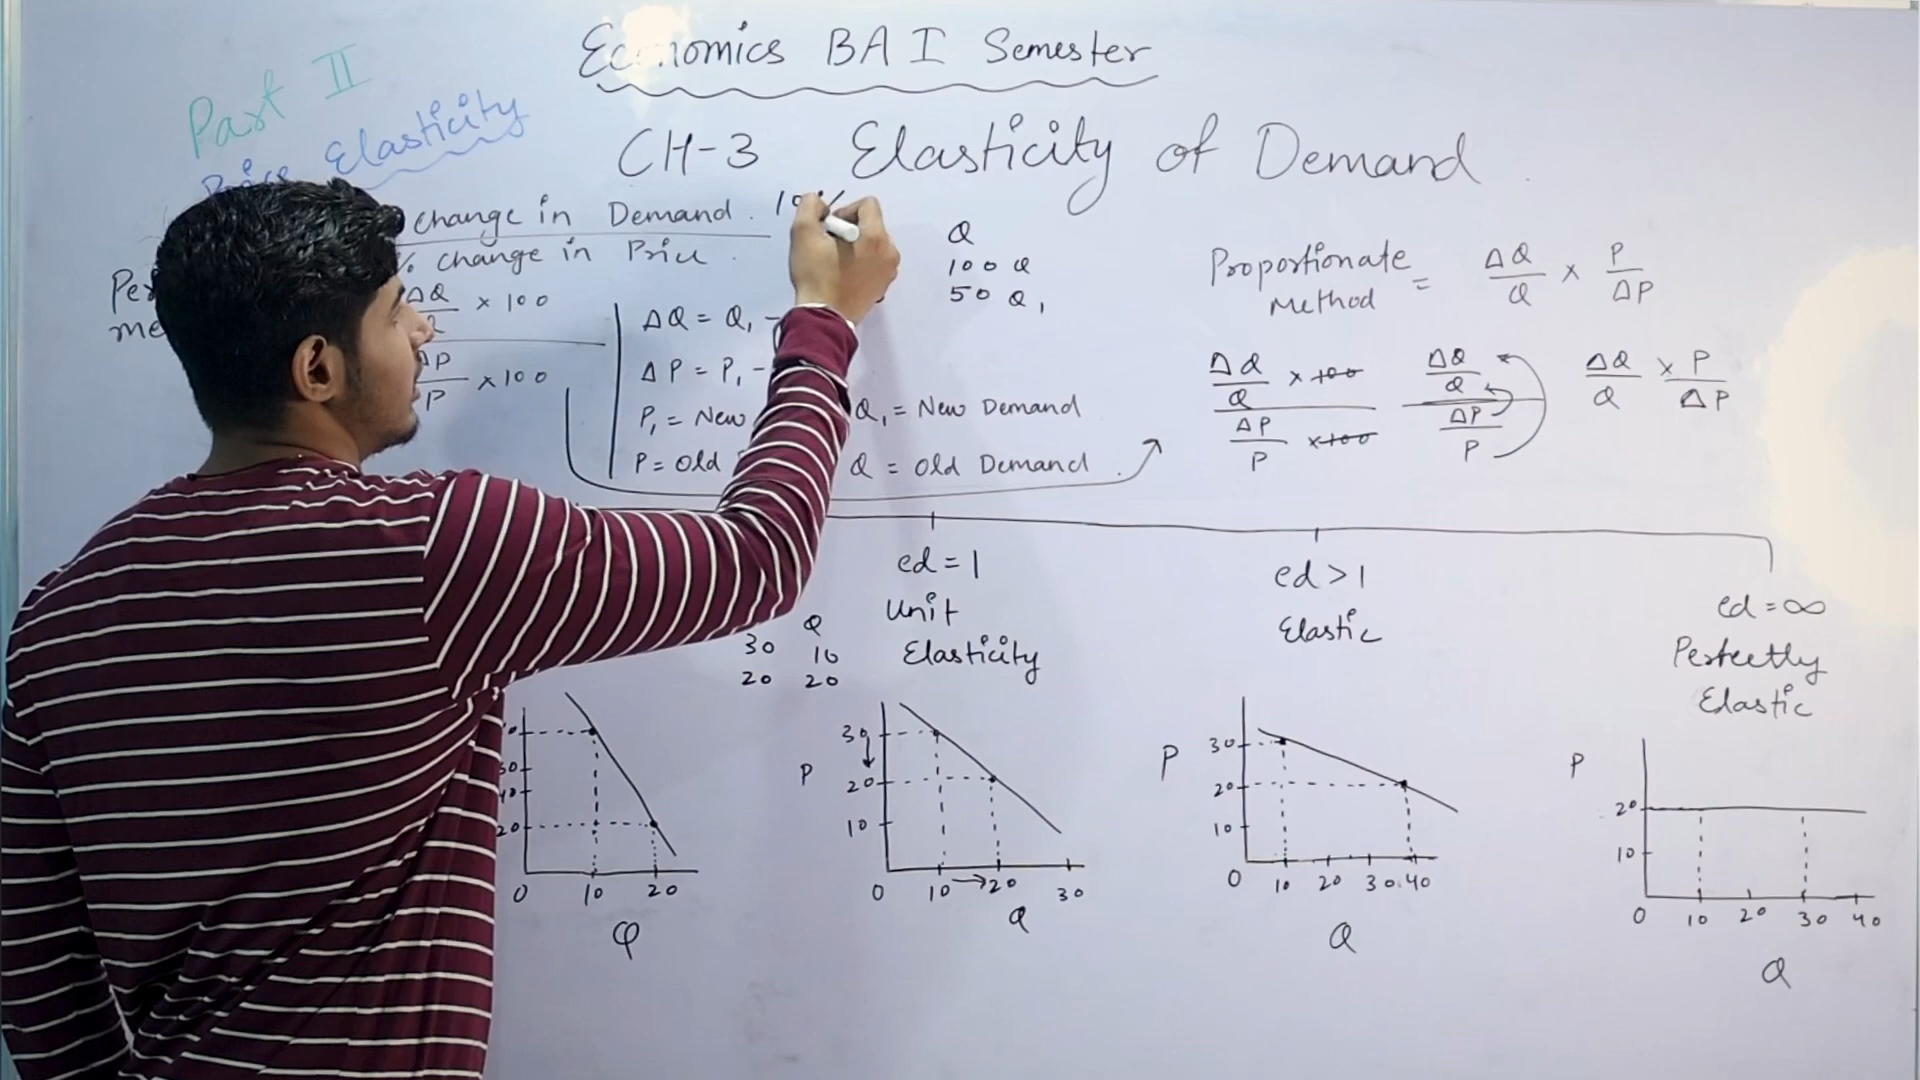 Economics BA I Semester
Part II
Price Elasticity
CH-3 Elasticity of Demand
change in Demand. 10%
% change in Price.
ΔQ × 100
ΔP × 100
P
ΔQ = Q₁ -
ΔP = P₁ -
P₁ = New
P = Old
Q₁ = New Demand
Q = Old Demand
Q
100 Q
50 Q₁
Proportionate Method = ΔQ/Q × P/ΔP
ΔQ/Q × 100
ΔP/P × 100
ΔQ/Q
ΔP/P
ΔQ/Q × P/ΔP
ed = 1
Unit
Elasticity
Q
30 10
20 20
ed > 1
Elastic
ed = ∞
Perfectly
Elastic
20
0 10 20
Q
P
30
20
10
0 10 → 20 30
Q
P
30
20
10
0 10 20 30 40
Q
P
20
10
0 10 20 30 40
Q